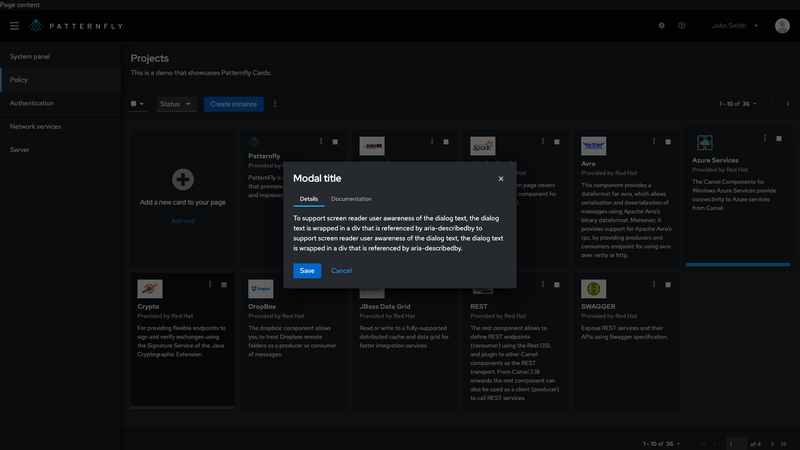 Page content
PATTERNFLY
John Smith
System panel
Policy
Authentication
Network services
Server
Projects
This is a demo that showcases Patternfly Cards.
Status
Create instance
1 - 10 of 36
Add a new card to your page
Add card
Patternfly
Provided by
PatternFly is
that promote
and improves
Spark
page covers
component for
Avro
Provided by Red Hat
This component provides a
dataformat for avro, which allows
serialization and deserialization of
messages using Apache Avro's
binary dataformat. Moreover, it
provides support for Apache Avro's
rpc, by providing producers and
consumers endpoint for using avro
over netty or http.
Azure Services
Provided by Red Hat
The Camel Components for
Windows Azure Services provide
connectivity to Azure services
from Camel.
Modal title
Details
Documentation
To support screen reader user awareness of the dialog text, the dialog
text is wrapped in a div that is referenced by aria-describedby to
support screen reader user awareness of the dialog text, the dialog text
is wrapped in a div that is referenced by aria-describedby.
Save
Cancel
Crypto
Provided by Red Hat
For providing flexible endpoints to
sign and verify exchanges using
the Signature Service of the Java
Cryptographic Extension.
Dropbox
DropBox
Provided by Red Hat
The dropbox component allows
you to treat Dropbox remote
folders as a producer or consumer
of messages.
JBoss Data Grid
Provided by Red Hat
Read or write to a fully-supported
distributed cache and data grid for
faster integration services.
REST
Provided by Red Hat
The rest component allows to
define REST endpoints
(consumer) using the Rest DSL
and plugin to other Camel
components as the REST
transport. From Camel 2.18
onwards the rest component can
also be used as a client (producer)
to call REST services.
SWAGGER
Provided by Red Hat
Expose REST services and their
APIs using Swagger specification.
1 - 10 of 36
1
of 4